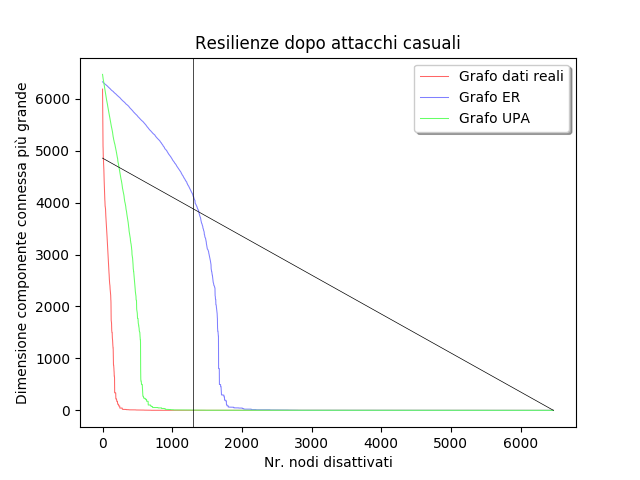 Resilienze dopo attacchi casuali
Grafo dati reali
Grafo ER
Grafo UPA
Dimensione componente connessa più grande
6000
5000
4000
3000
2000
1000
0
0 1000 2000 3000 4000 5000 6000
Nr. nodi disattivati